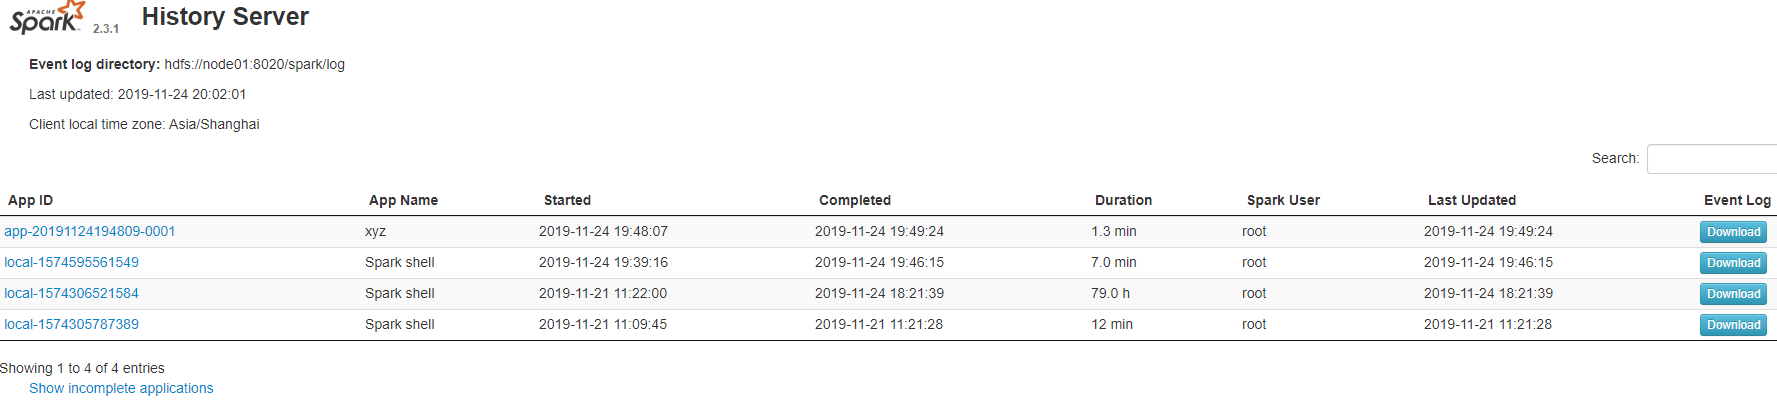 APACHE
Spark 2.3.1 History Server
Event log directory: hdfs://node01:8020/spark/log
Last updated: 2019-11-24 20:02:01
Client local time zone: Asia/Shanghai
Search:
App ID App Name Started Completed Duration Spark User Last Updated Event Log
app-20191124194809-0001 xyz 2019-11-24 19:48:07 2019-11-24 19:49:24 1.3 min root 2019-11-24 19:49:24 Download
local-1574595561549 Spark shell 2019-11-24 19:39:16 2019-11-24 19:46:15 7.0 min root 2019-11-24 19:46:15 Download
local-1574306521584 Spark shell 2019-11-21 11:22:00 2019-11-24 18:21:39 79.0 h root 2019-11-24 18:21:39 Download
local-1574305787389 Spark shell 2019-11-21 11:09:45 2019-11-21 11:21:28 12 min root 2019-11-21 11:21:28 Download
Showing 1 to 4 of 4 entries
Show incomplete applications